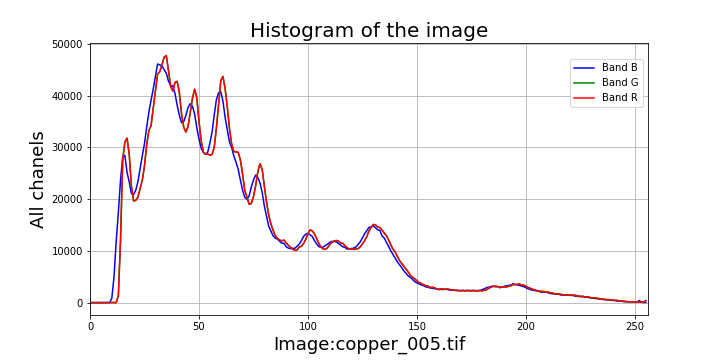 Histogram of the image
All chanels
50000
40000
30000
20000
10000
0
Band B
Band G
Band R
0 50 100 150 200 250
Image:copper_005.tif